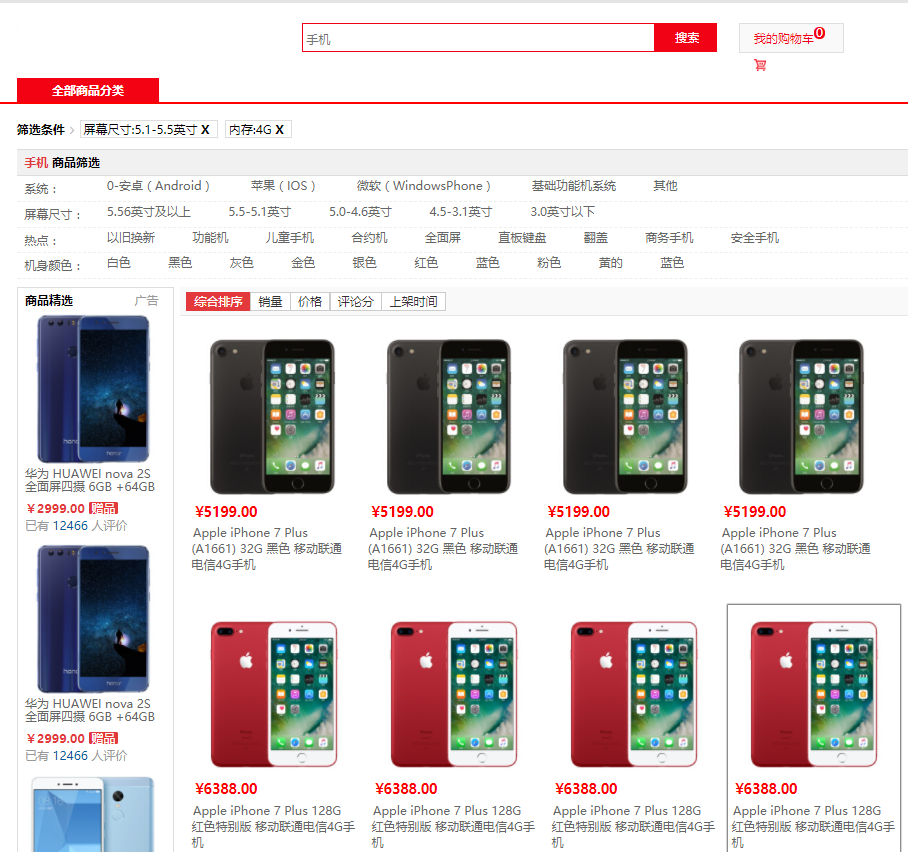 手机 搜索 我的购物车 0
全部商品分类
筛选条件 > 屏幕尺寸:5.1-5.5英寸 X 内存:4G X
手机 商品筛选
系统： 0-安卓（Android） 苹果（IOS） 微软（WindowsPhone） 基础功能机系统 其他
屏幕尺寸： 5.56英寸及以上 5.5-5.1英寸 5.0-4.6英寸 4.5-3.1英寸 3.0英寸以下
热点： 以旧换新 功能机 儿童手机 合约机 全面屏 直板键盘 翻盖 商务手机 安全手机
机身颜色： 白色 黑色 灰色 金色 银色 红色 蓝色 粉色 黄的 蓝色
商品精选 广告
honor
honor
华为 HUAWEI nova 2S
全面屏四摄 6GB +64GB
￥2999.00 赠品
已有 12466 人评价
honor
honor
华为 HUAWEI nova 2S
全面屏四摄 6GB +64GB
￥2999.00 赠品
已有 12466 人评价
综合排序 销量 价格 评论分 上架时间
¥5199.00 ¥5199.00 ¥5199.00 ¥5199.00
Apple iPhone 7 Plus Apple iPhone 7 Plus Apple iPhone 7 Plus Apple iPhone 7 Plus
(A1661) 32G 黑色 移动联通 (A1661) 32G 黑色 移动联通 (A1661) 32G 黑色 移动联通 (A1661) 32G 黑色 移动联通
电信4G手机 电信4G手机 电信4G手机 电信4G手机
¥6388.00 ¥6388.00 ¥6388.00 ¥6388.00
Apple iPhone 7 Plus 128G Apple iPhone 7 Plus 128G Apple iPhone 7 Plus 128G Apple iPhone 7 Plus 128G
红色特别版 移动联通电信4G手 红色特别版 移动联通电信4G手 红色特别版 移动联通电信4G手 红色特别版 移动联通电信4G手
机 机 机 机